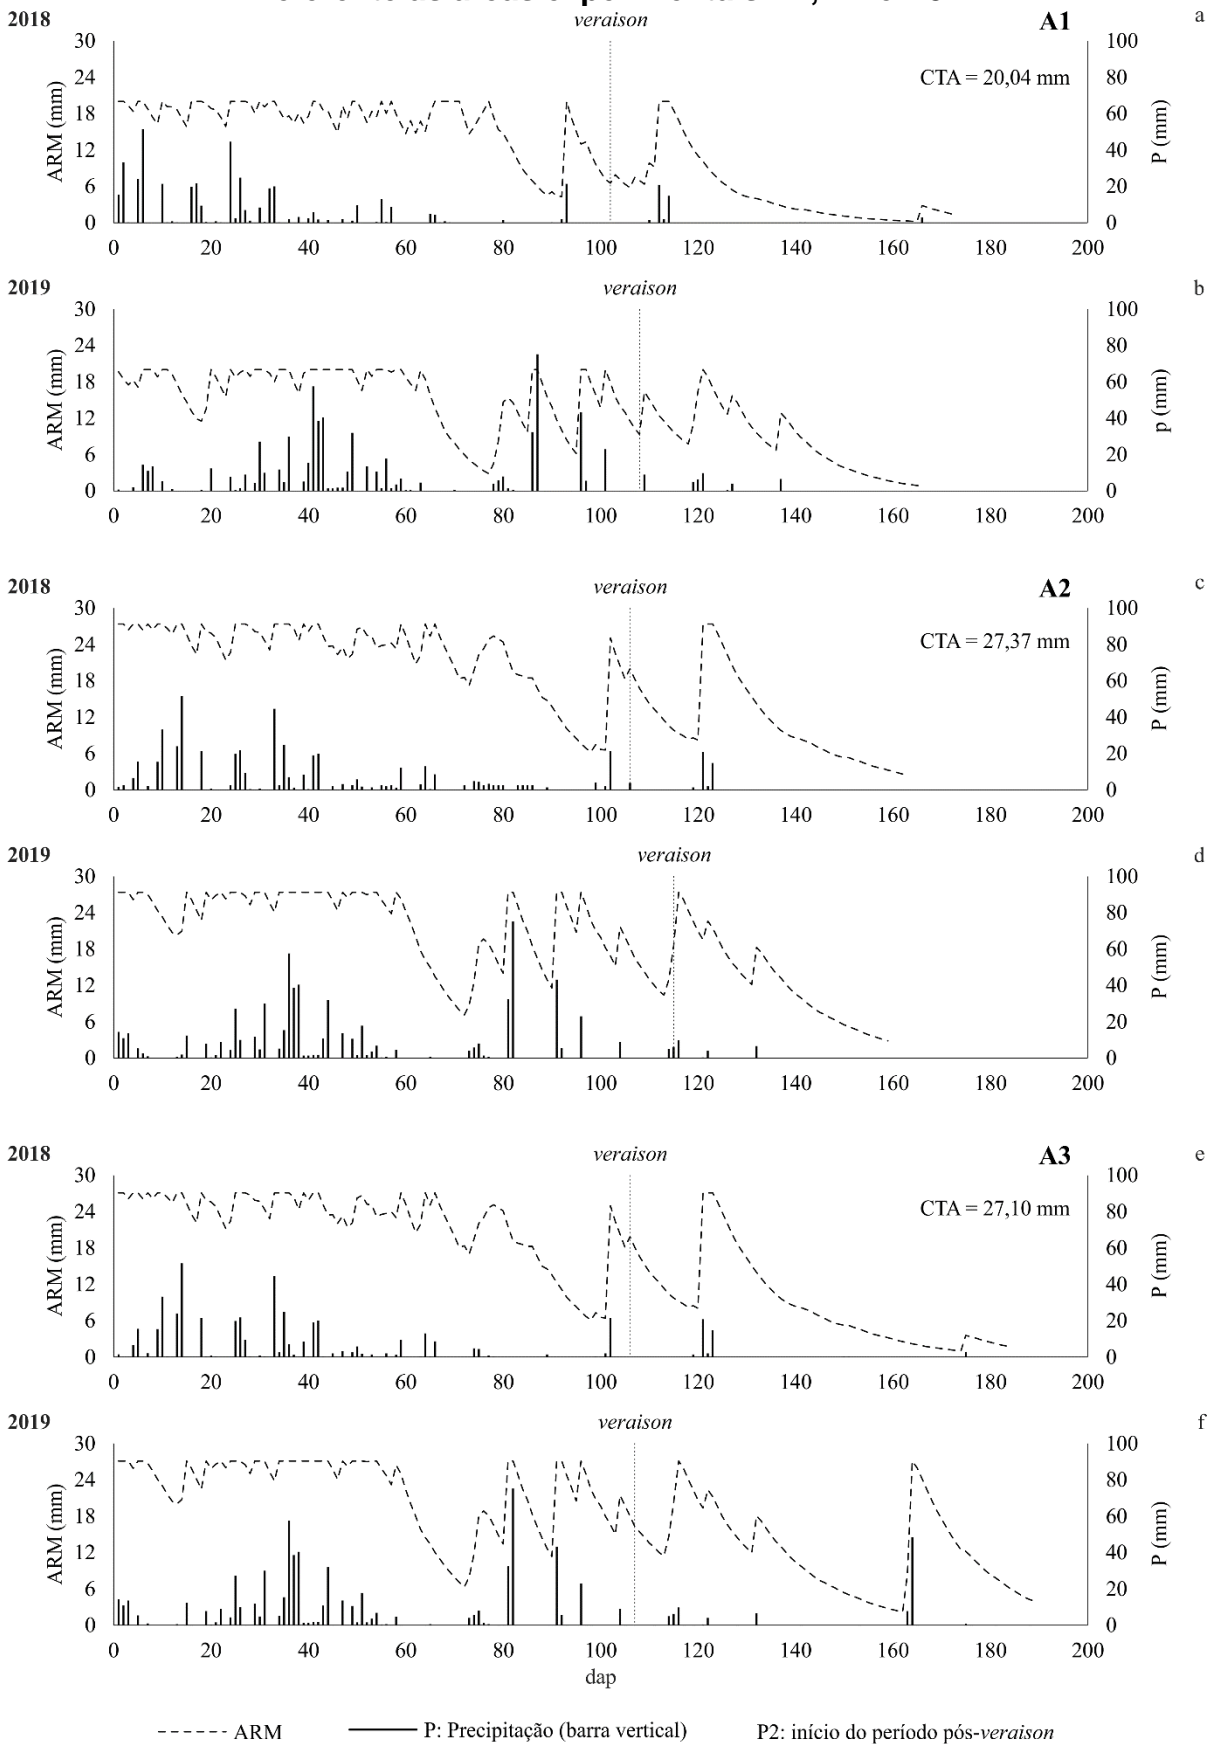 2018
veraison
A1
a
30 24 18 12 6 0
ARM (mm)
CTA = 20,04 mm
100 80 60 40 20 0
P (mm)
0 20 40 60 80 100 120 140 160 180 200
2019
veraison
b
30 24 18 12 6 0
ARM (mm)
100 80 60 40 20 0
p (mm)
0 20 40 60 80 100 120 140 160 180 200
2018
veraison
A2
c
30 24 18 12 6 0
ARM (mm)
CTA = 27,37 mm
100 80 60 40 20 0
P (mm)
0 20 40 60 80 100 120 140 160 180 200
2019
veraison
d
30 24 18 12 6 0
ARM (mm)
100 80 60 40 20 0
P (mm)
0 20 40 60 80 100 120 140 160 180 200
2018
veraison
A3
e
30 24 18 12 6 0
ARM (mm)
CTA = 27,10 mm
100 80 60 40 20 0
P (mm)
0 20 40 60 80 100 120 140 160 180 200
2019
veraison
f
30 24 18 12 6 0
ARM (mm)
100 80 60 40 20 0
P (mm)
0 20 40 60 80 100 120 140 160 180 200
dap
ARM P: Precipitação (barra vertical) P2: início do período pós-veraison